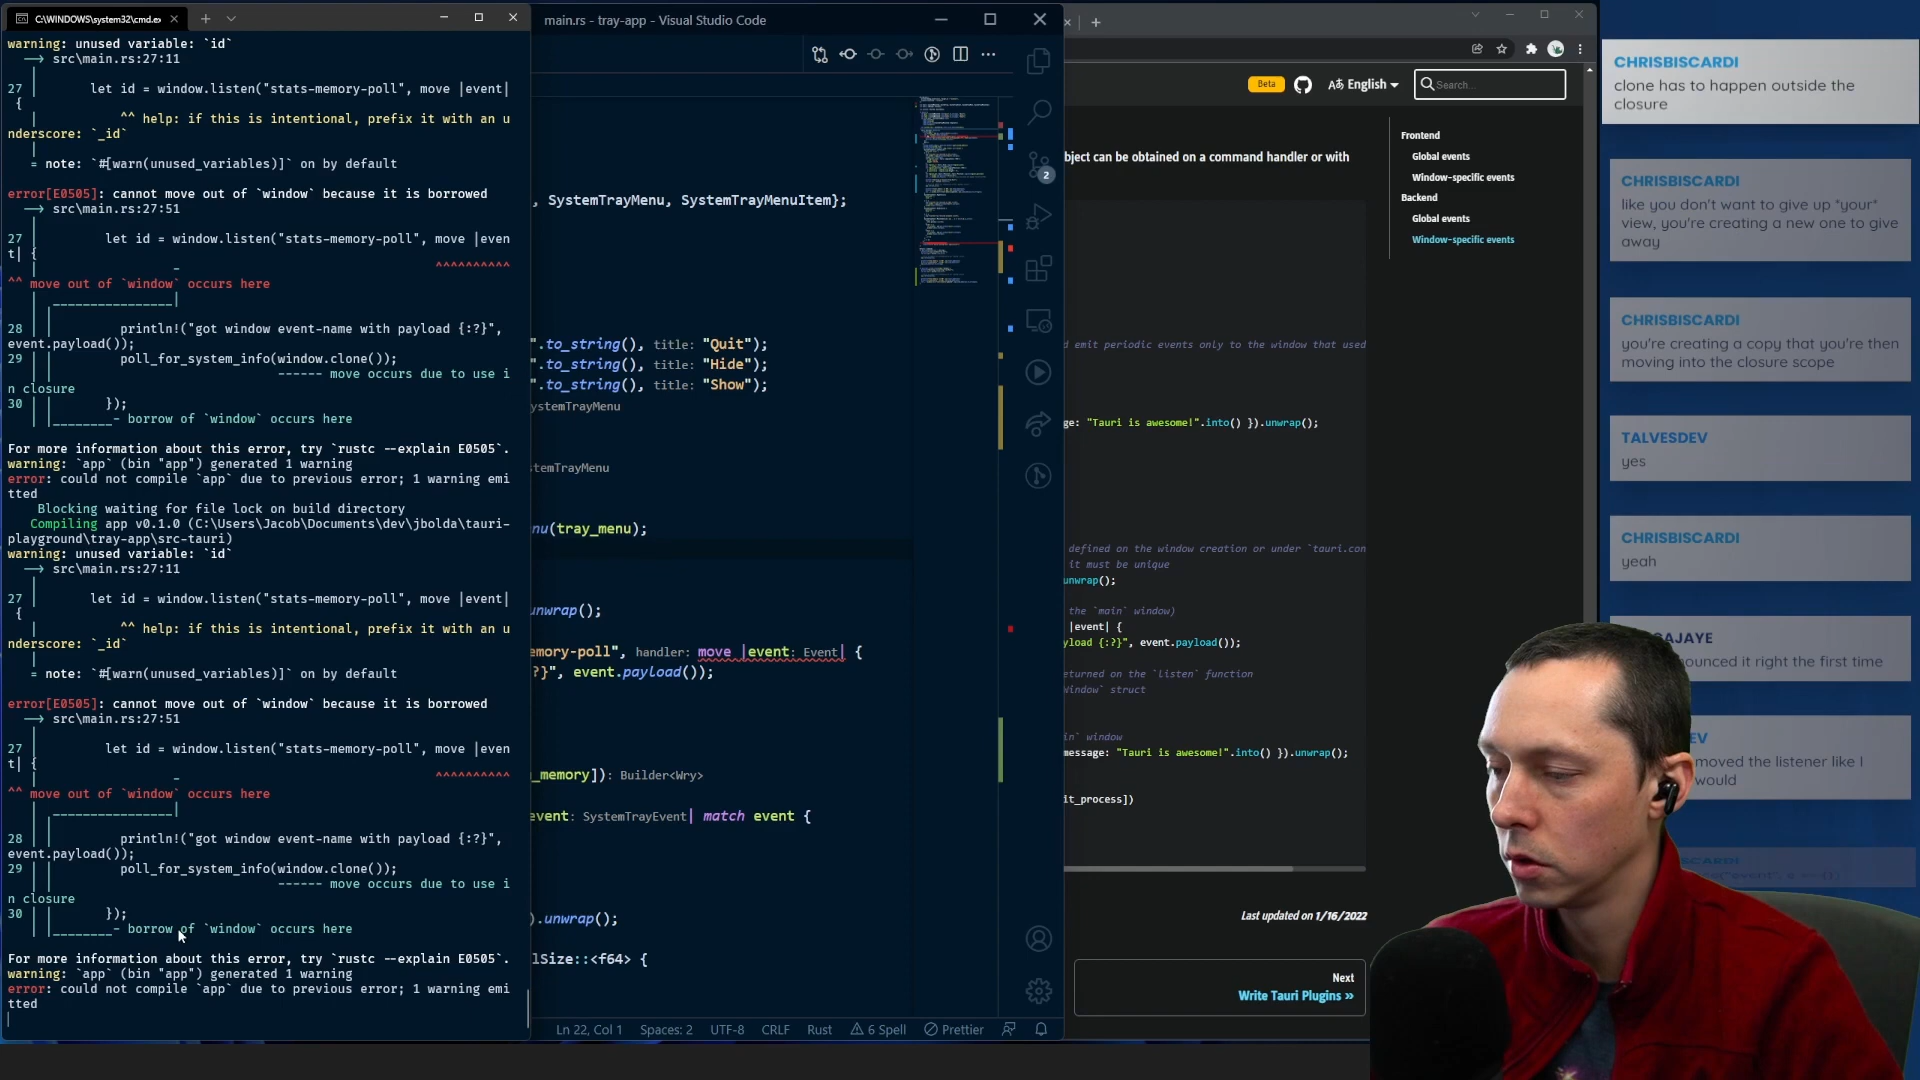 C:\WINDOWS\system32\cmd.ex
warning: unused variable: `id`
--> src\main.rs:27:11
27 | let id = window.listen("stats-memory-poll", move |event|
{
| ^^ help: if this is intentional, prefix it with an u
nderscore: `_id`
= note: `#[warn(unused_variables)]` on by default
error[E0505]: cannot move out of `window` because it is borrowed
--> src\main.rs:27:51
27 | let id = window.listen("stats-memory-poll", move |even
t| {
| - ^^^^^^^^^^
^^ move out of `window` occurs here
| ________________|
28 | | println!("got window event-name with payload {:?}",
event.payload());
29 | | poll_for_system_info(window.clone());
| | ------ move occurs due to use i
n closure
30 | | });
| |________- borrow of `window` occurs here
For more information about this error, try `rustc --explain E0505`.
warning: `app` (bin "app") generated 1 warning
error: could not compile `app` due to previous error; 1 warning emi
tted
Blocking waiting for file lock on build directory
Compiling app v0.1.0 (C:\Users\Jacob\Documents\dev\jbolda\tauri-
playground\tray-app\src-tauri)
warning: unused variable: `id`
--> src\main.rs:27:11
27 | let id = window.listen("stats-memory-poll", move |event|
{
| ^^ help: if this is intentional, prefix it with an u
nderscore: `_id`
= note: `#[warn(unused_variables)]` on by default
error[E0505]: cannot move out of `window` because it is borrowed
--> src\main.rs:27:51
27 | let id = window.listen("stats-memory-poll", move |even
t| {
| - ^^^^^^^^^^
^^ move out of `window` occurs here
| ________________|
28 | | println!("got window event-name with payload {:?}",
event.payload());
29 | | poll_for_system_info(window.clone());
| | ------ move occurs due to use i
n closure
30 | | });
| |________- borrow of `window` occurs here
For more information about this error, try `rustc --explain E0505`.
warning: `app` (bin "app") generated 1 warning
error: could not compile `app` due to previous error; 1 warning emi
tted
main.rs - tray-app - Visual Studio Code
, SystemTrayMenu, SystemTrayMenuItem};
".to_string(), title: "Quit");
".to_string(), title: "Hide");
".to_string(), title: "Show");
ystemTrayMenu
stemTrayMenu
nu(tray_menu);
unwrap();
emory-poll", handler: move |event: Event| {
?}", event.payload());
_memory]): Builder<Wry>
event: SystemTrayEvent| match event {
).unwrap();
lSize::<f64> {
2
Ln 22, Col 1
Spaces: 2
UTF-8
CRLF
Rust
6 Spell
Prettier
Beta
English
Search...
bject can be obtained on a command handler or with
d emit periodic events only to the window that used
ge: "Tauri is awesome!".into() }).unwrap();
defined on the window creation or under `tauri.con
it must be unique
unwrap();
the `main` window)
|event| {
yload {:?}", event.payload());
eturned on the `listen` function
Window` struct
in` window
message: "Tauri is awesome!".into() }).unwrap();
it_process])
Last updated on 1/16/2022
Next
Write Tauri Plugins »
Frontend
Global events
Window-specific events
Backend
Global events
Window-specific events
CHRISBISCARDI
clone has to happen outside the
closure
CHRISBISCARDI
like you don't want to give up *your*
view, you're creating a new one to give
away
CHRISBISCARDI
you're creating a copy that you're then
moving into the closure scope
TALVESDEV
yes
CHRISBISCARDI
yeah
AJAYE
nounced it right the first time
EV
moved the listener like I
would